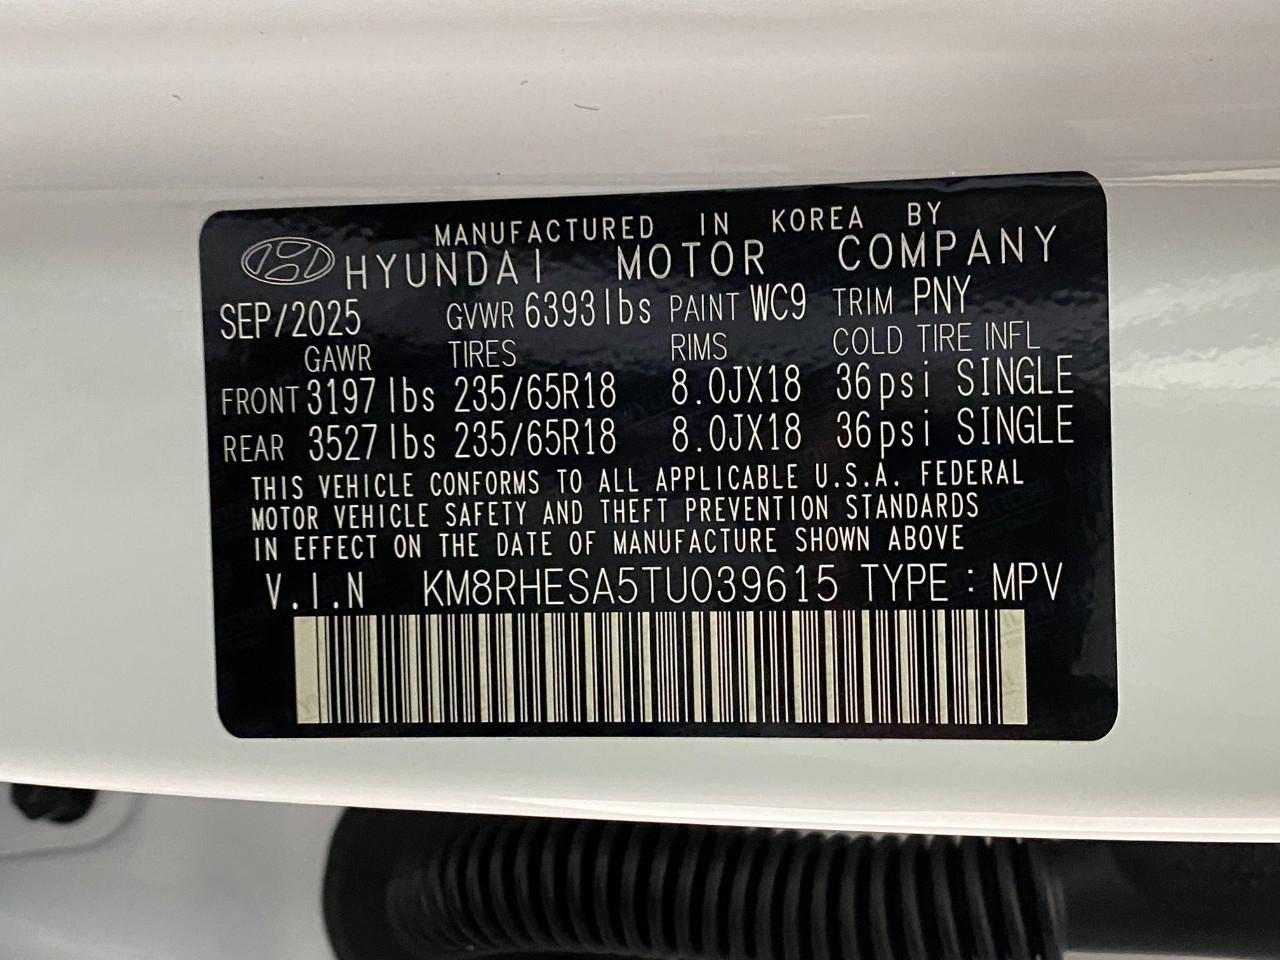 MANUFACTURED IN KOREA BY
HYUNDAI MOTOR COMPANY
SEP/2025 GVWR 6393lbs PAINT WC9 TRIM PNY
GAWR TIRES RIMS COLD TIRE INFL
FRONT 3197lbs 235/65R18 8.0JX18 36psi SINGLE
REAR 3527lbs 235/65R18 8.0JX18 36psi SINGLE
THIS VEHICLE CONFORMS TO ALL APPLICABLE U.S.A. FEDERAL
MOTOR VEHICLE SAFETY AND THEFT PREVENTION STANDARDS
IN EFFECT ON THE DATE OF MANUFACTURE SHOWN ABOVE
V.I.N KM8RHESA5TU039615 TYPE : MPV